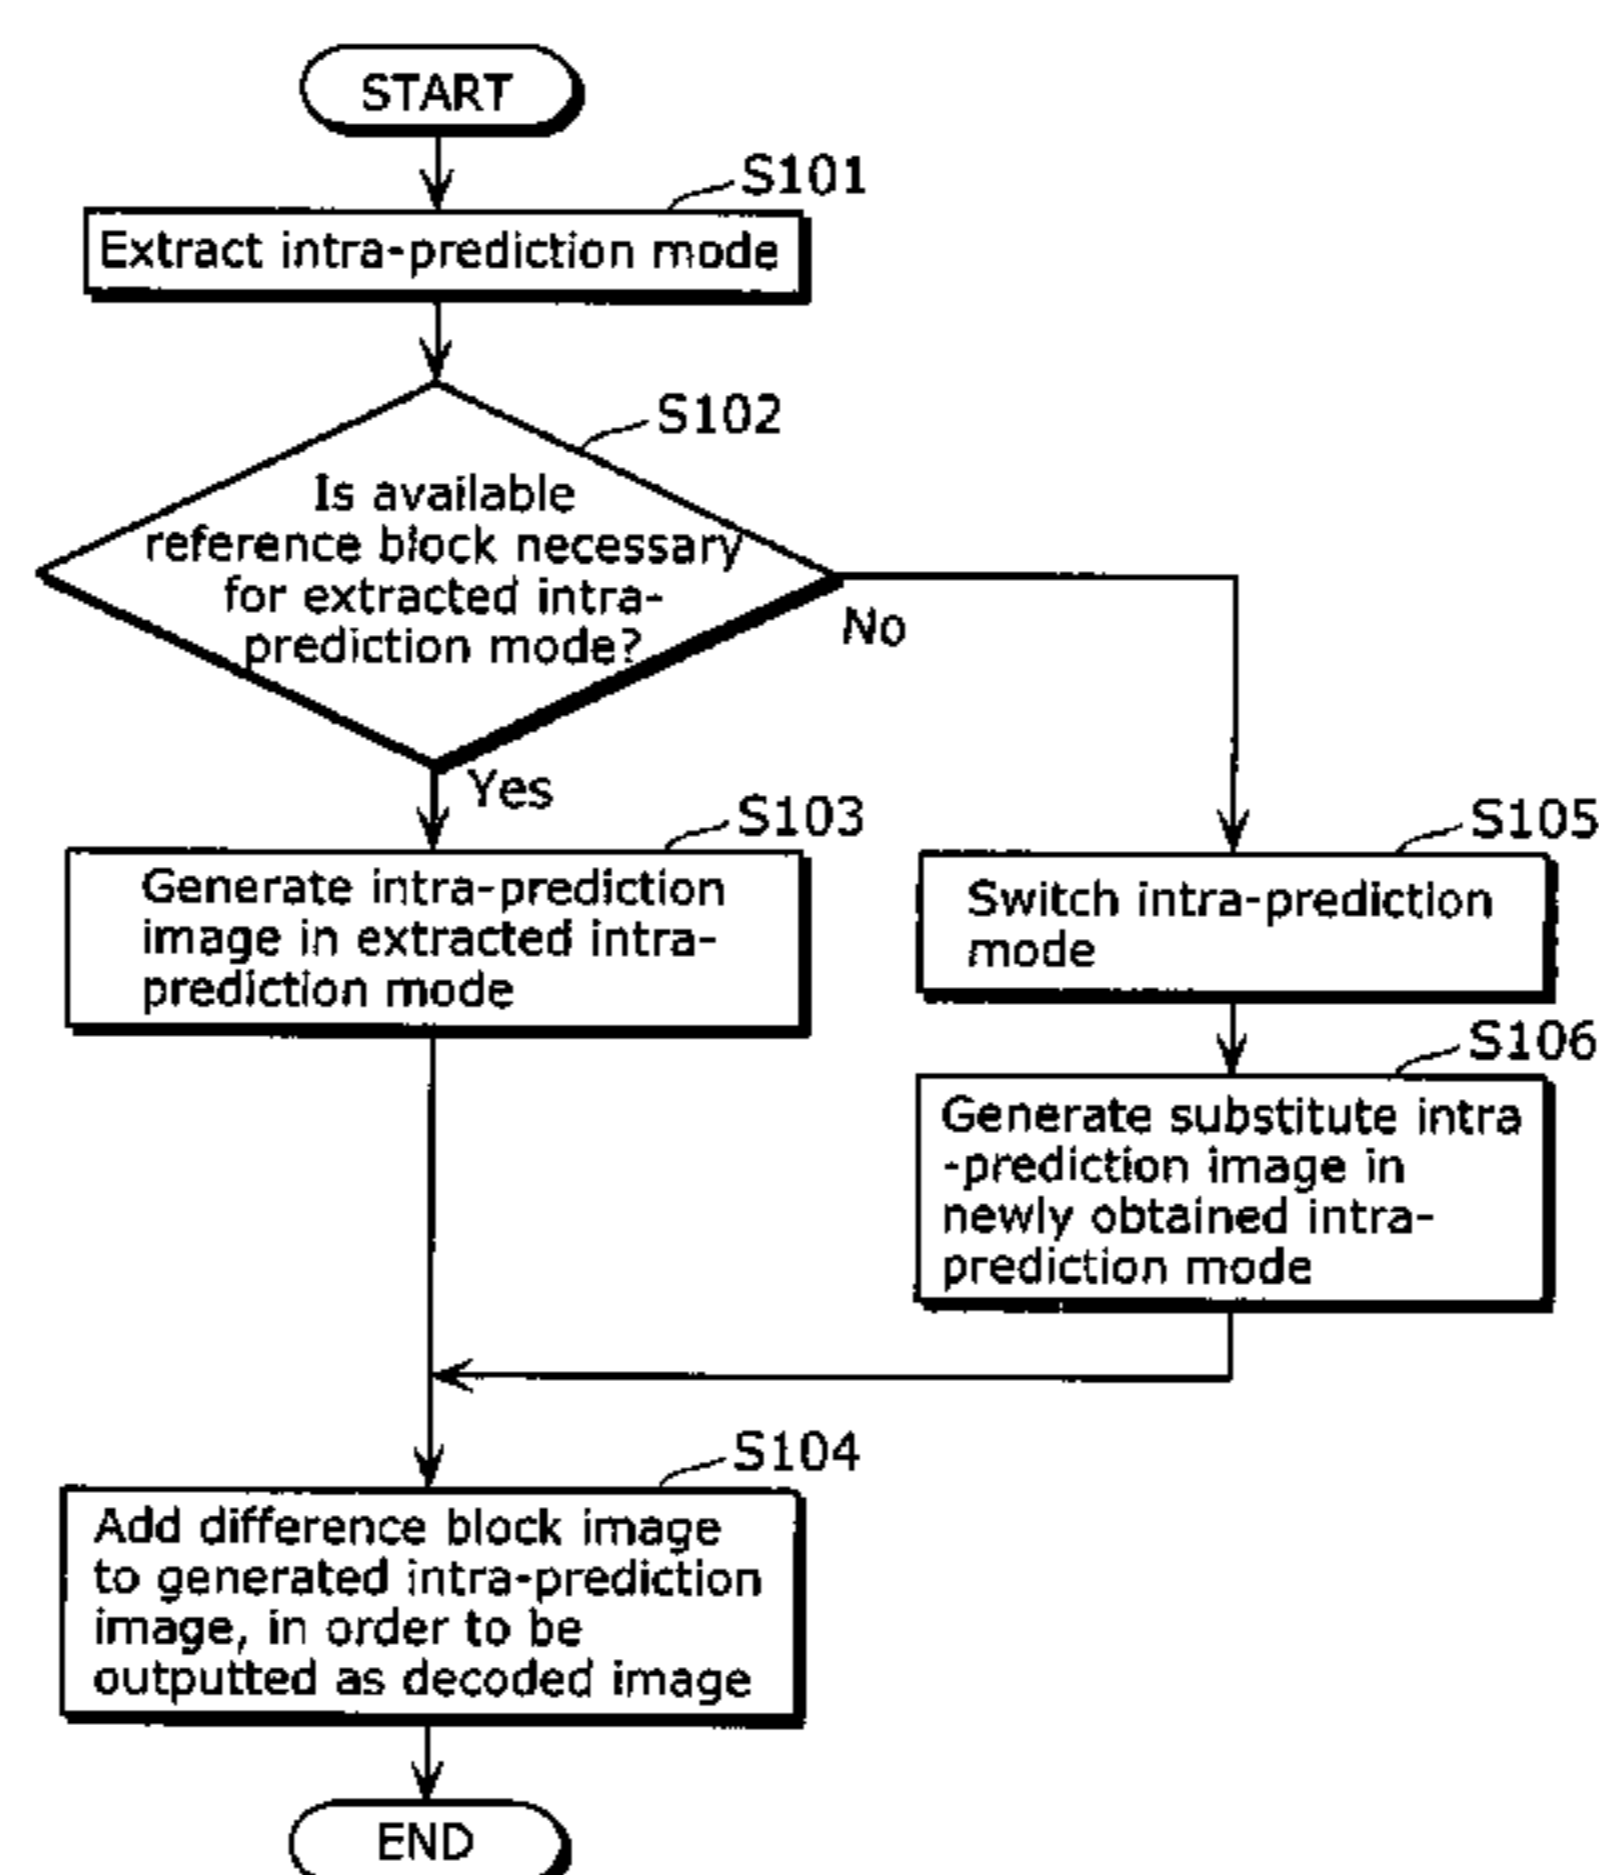 START
S101
Extract intra-prediction mode
S102
Is available
reference block necessary
for extracted intra-
prediction mode?
No
Yes
S103
Generate intra-prediction
image in extracted intra-
prediction mode
S105
Switch intra-prediction
mode
S106
Generate substitute intra
-prediction image in
newly obtained intra-
prediction mode
S104
Add difference block image
to generated intra-prediction
image, in order to be
outputted as decoded image
END